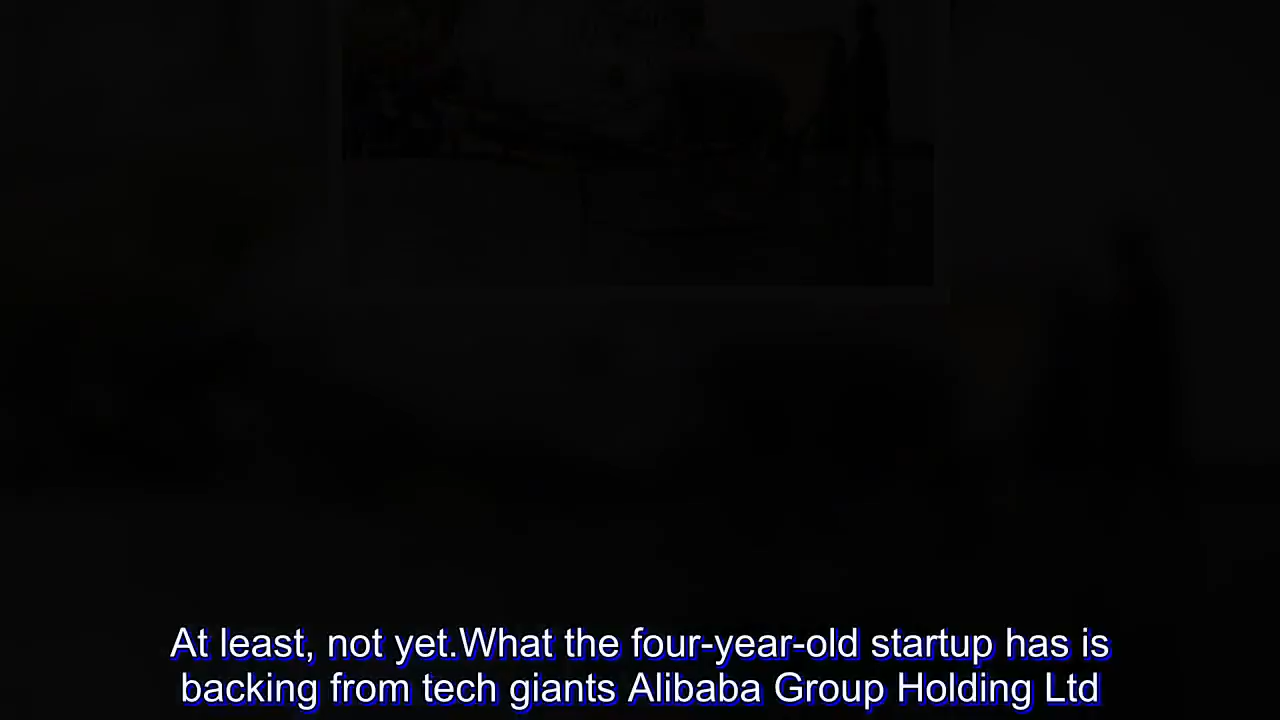 At least, not yet.What the four-year-old startup has is
backing from tech giants Alibaba Group Holding Ltd